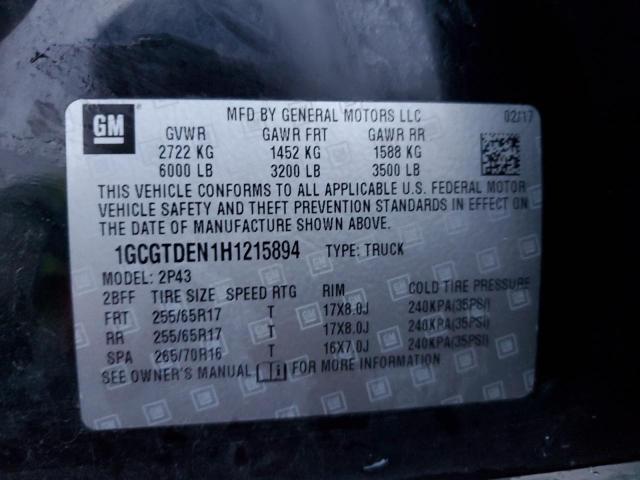 GM
MFD BY GENERAL MOTORS LLC 02/17
GVWR GAWR FRT GAWR RR
2722 KG 1452 KG 1588 KG
6000 LB 3200 LB 3500 LB
THIS VEHICLE CONFORMS TO ALL APPLICABLE U.S. FEDERAL MOTOR
VEHICLE SAFETY AND THEFT PREVENTION STANDARDS IN EFFECT ON
THE DATE OF MANUFACTURE SHOWN ABOVE.
1GCGTDEN1H1215894 TYPE: TRUCK
MODEL: 2P43
2BFF TIRE SIZE SPEED RTG RIM COLD TIRE PRESSURE
FRT 255/65R17 T 17X8.0J 240KPA(35PSI)
RR 255/65R17 T 17X8.0J 240KPA(35PSI)
SPA 265/70R16 T 16X7.0J 240KPA(35PSI)
SEE OWNER'S MANUAL i FOR MORE INFORMATION